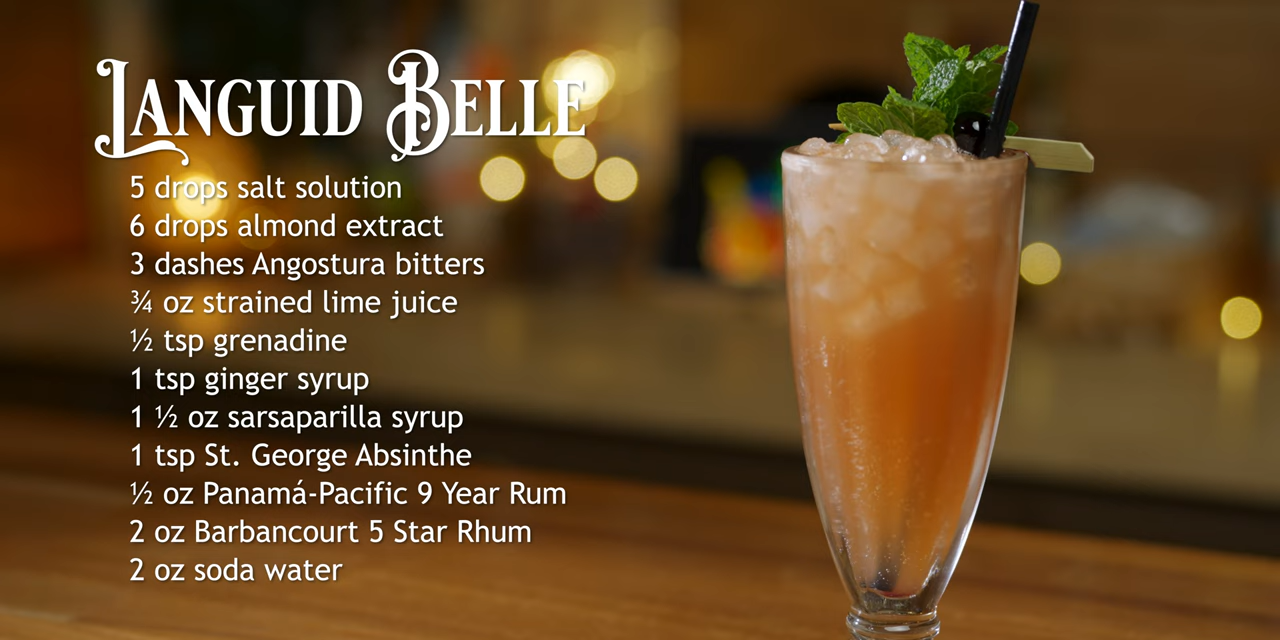 Languid Belle
5 drops salt solution
6 drops almond extract
3 dashes Angostura bitters
¾ oz strained lime juice
½ tsp grenadine
1 tsp ginger syrup
1 ½ oz sarsaparilla syrup
1 tsp St. George Absinthe
½ oz Panamá-Pacific 9 Year Rum
2 oz Barbancourt 5 Star Rhum
2 oz soda water